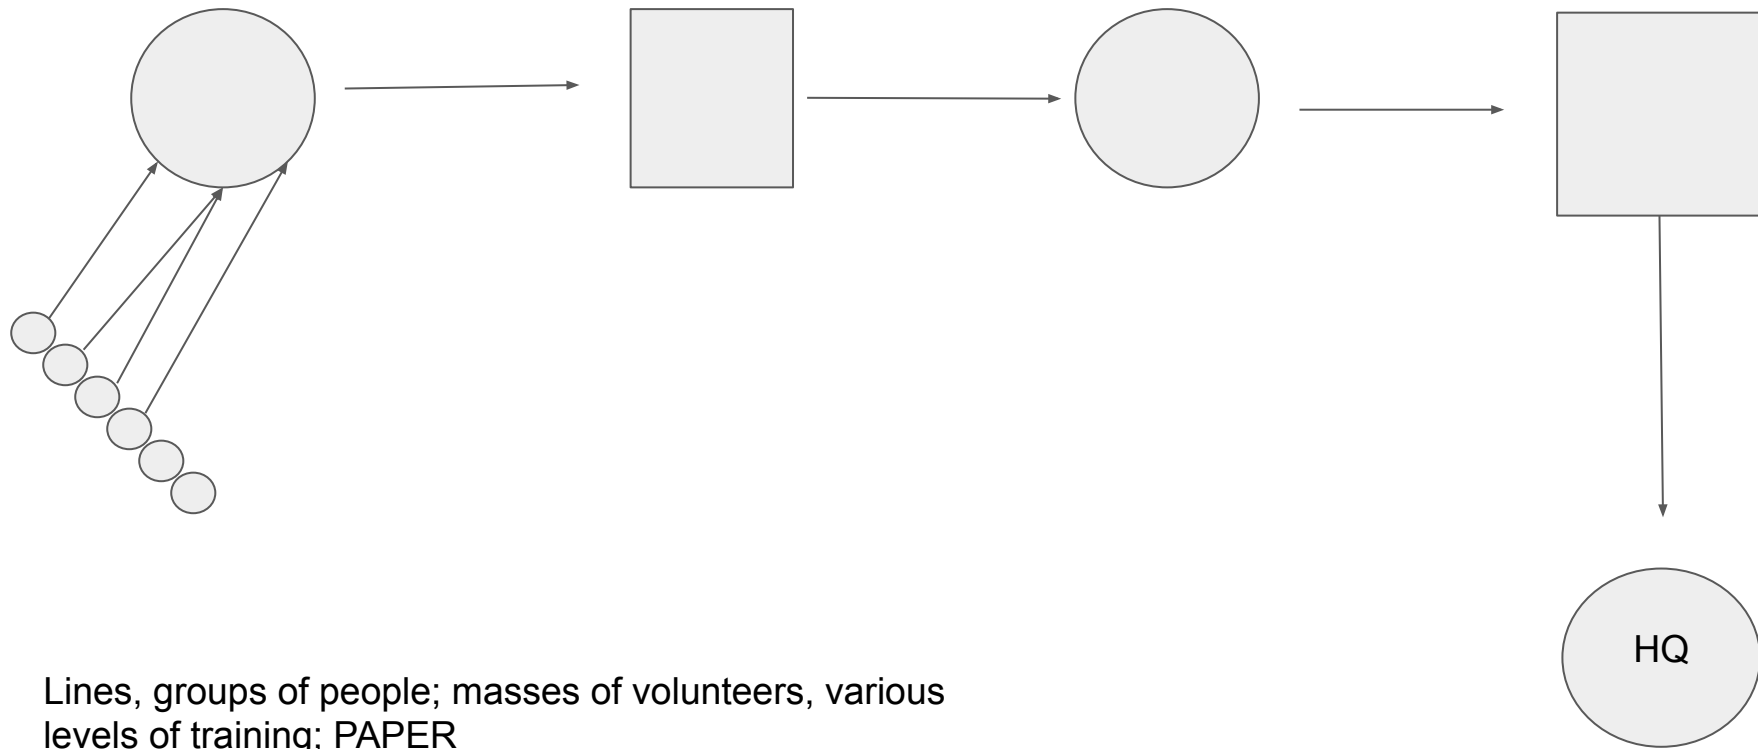 HQ
Lines, groups of people; masses of volunteers, various
levels of training; PAPER